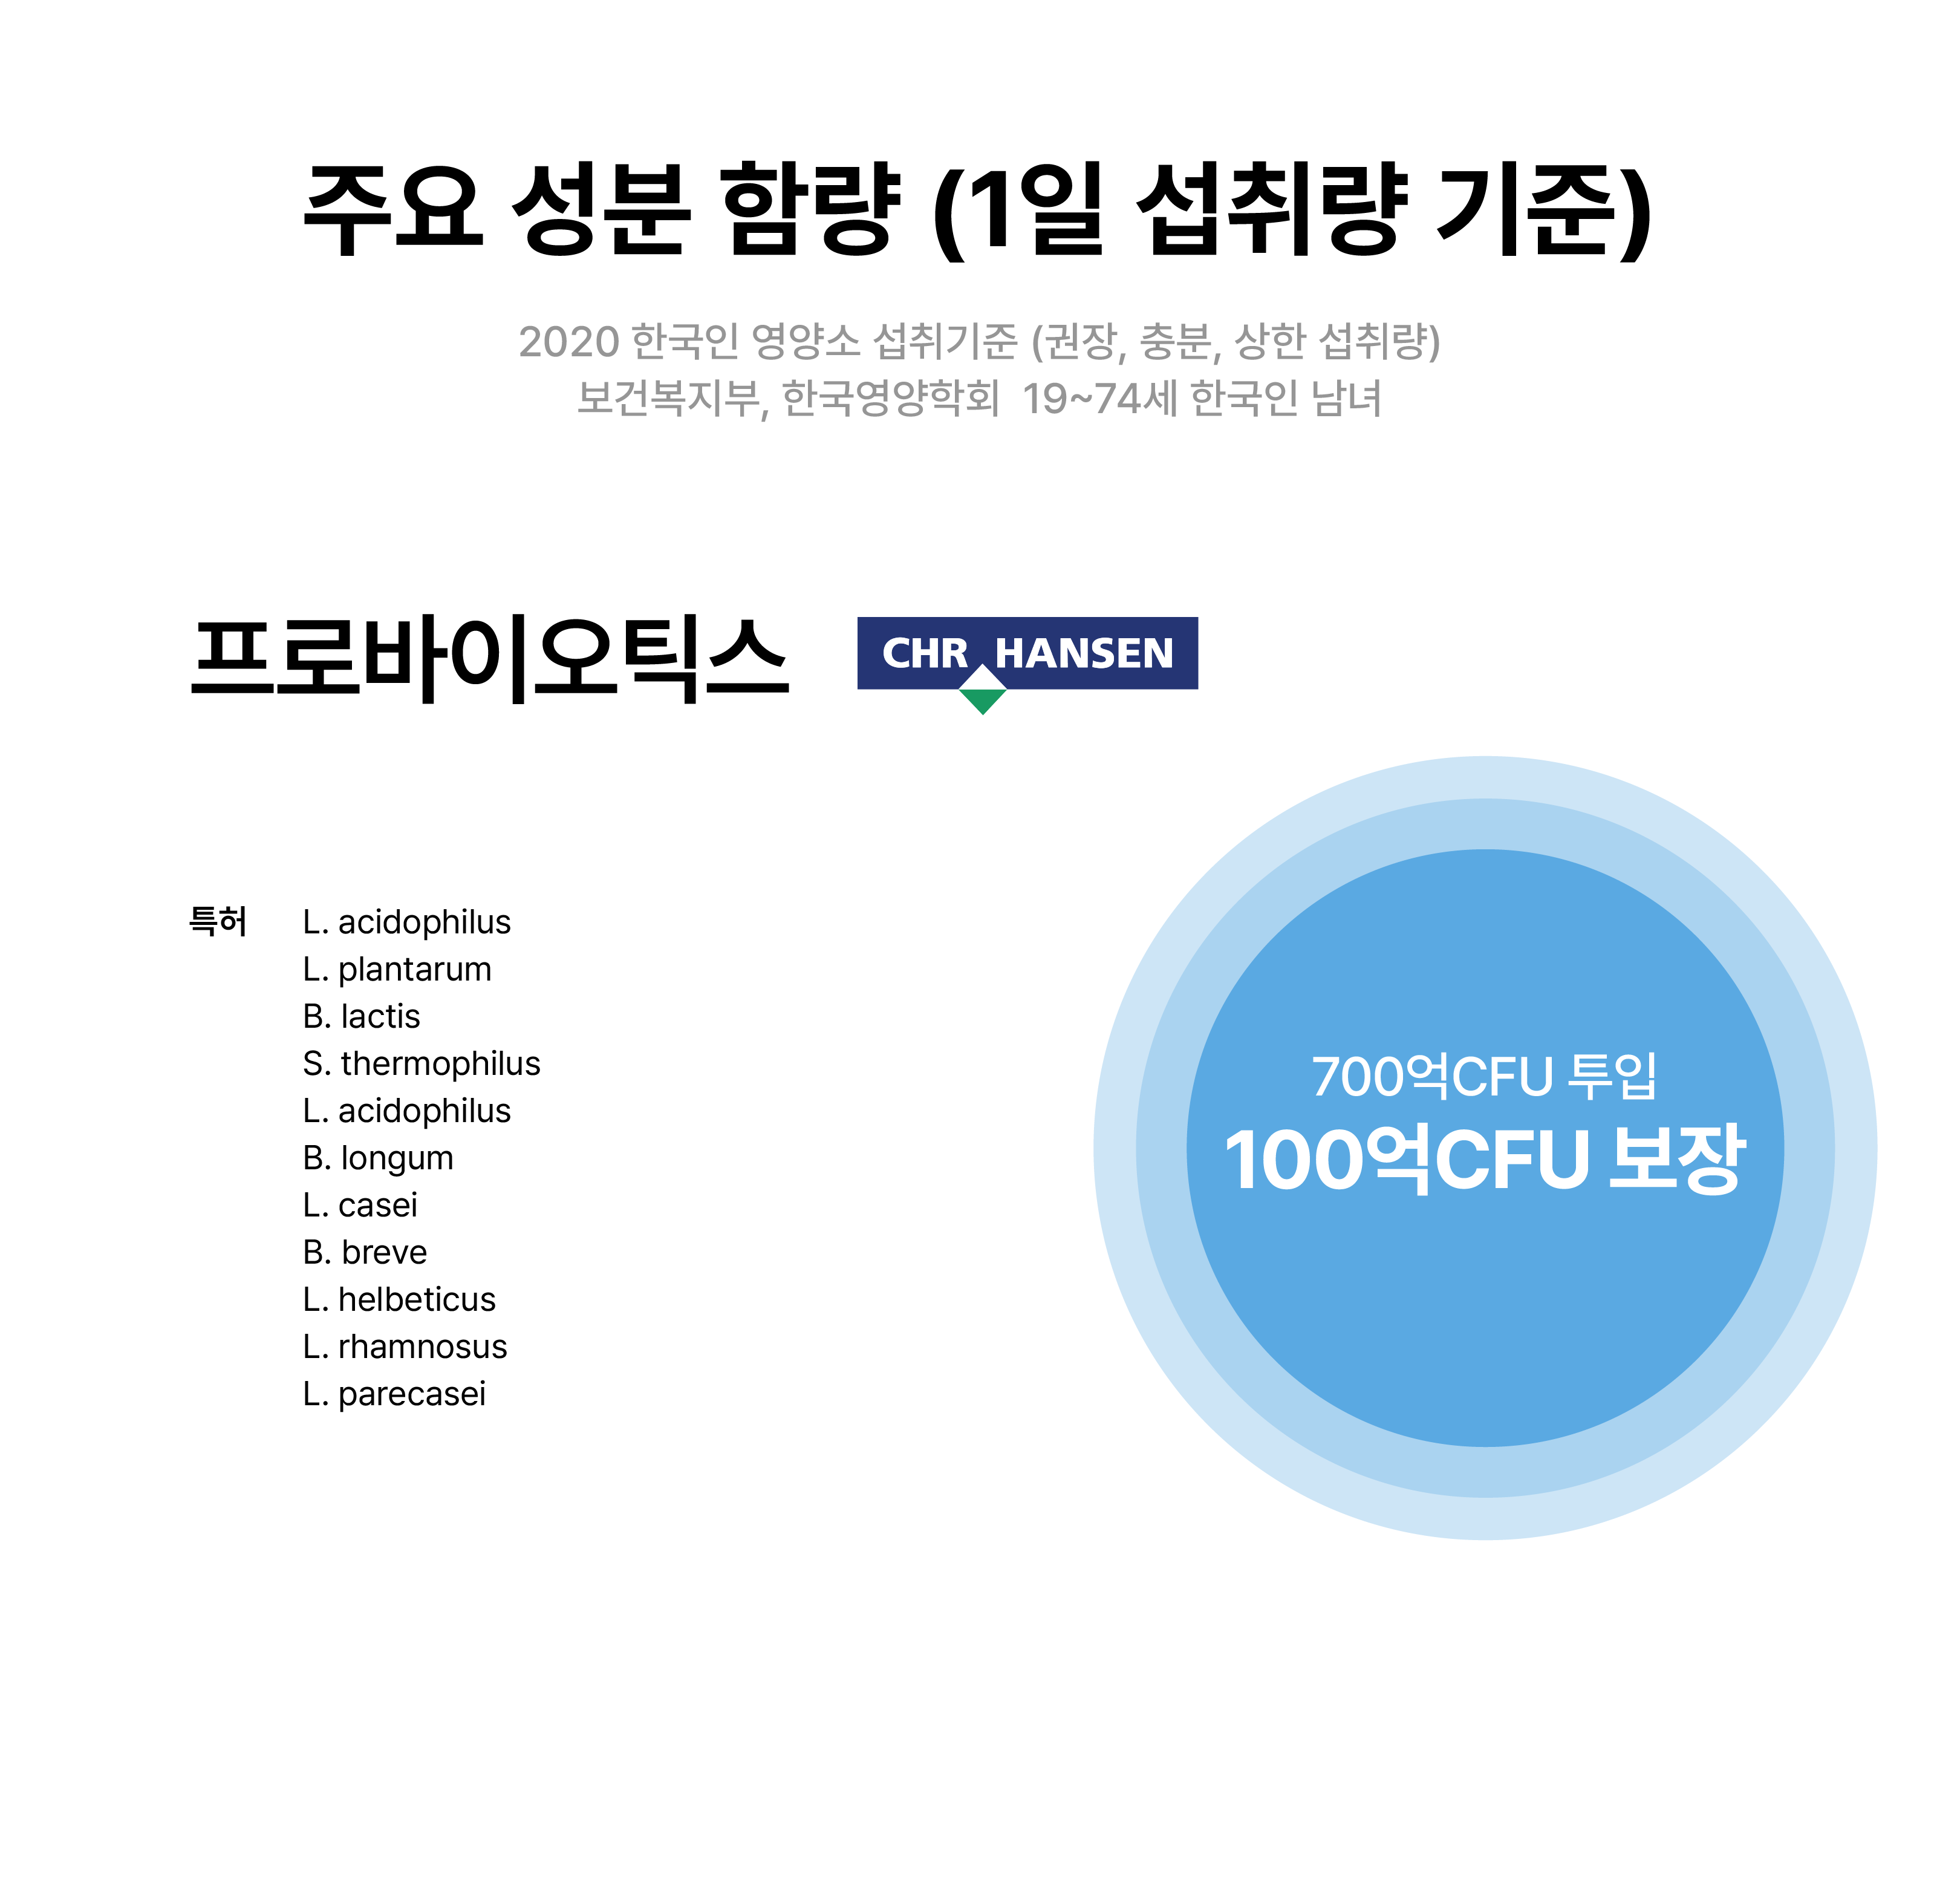 주요 성분 함량 (1일 섭취량 기준)
2020 한국인 영양소 섭취기준 (권장, 충분, 상한 섭취량)
보건복지부, 한국영양학회 19~74세 한국인 남녀
프로바이오틱스
CHR HANSEN
특허 L. acidophilus
L. plantarum
B. lactis
S. thermophilus
L. acidophilus
B. longum
L. casei
B. breve
L. helbeticus
L. rhamnosus
L. parecasei
700억CFU 투입
100억CFU 보장